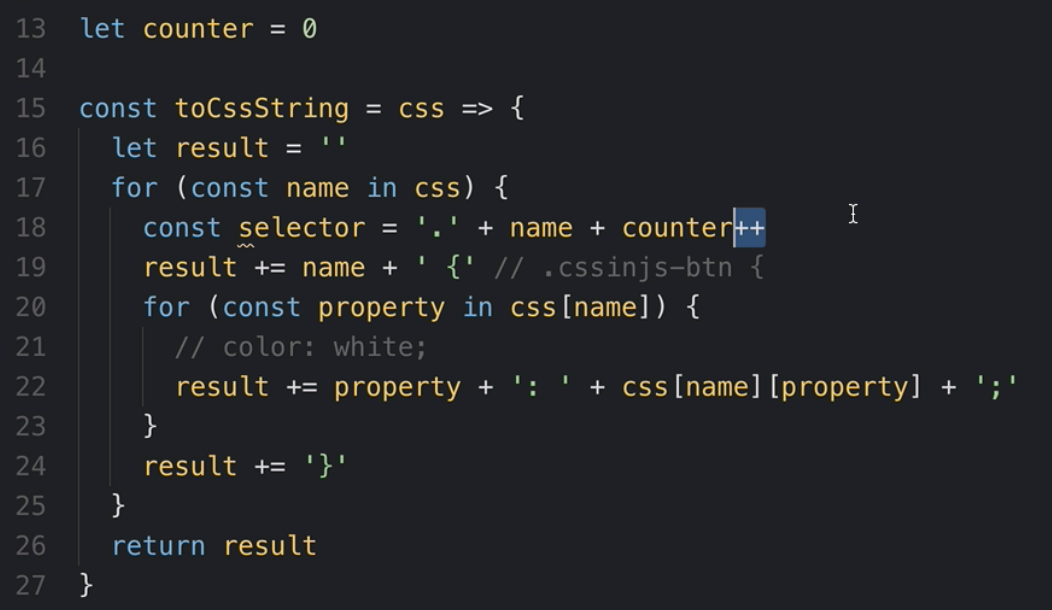 13 let counter = 0
14
15 const toCssString = css => {
16   let result = ''
17   for (const name in css) {
18     const selector = '.' + name + counter++
19     result += name + ' {' // .cssinjs-btn {
20     for (const property in css[name]) {
21       // color: white;
22       result += property + ': ' + css[name][property] + ';'
23     }
24     result += '}'
25   }
26   return result
27 }